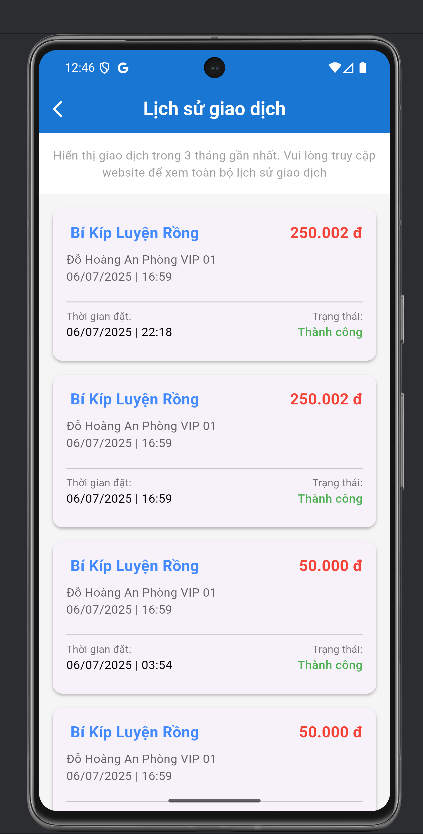 12:46
Lịch sử giao dịch
Hiển thị giao dịch trong 3 tháng gần nhất. Vui lòng truy cập
website để xem toàn bộ lịch sử giao dịch
Bí Kíp Luyện Rồng 250.002 đ
Đỗ Hoàng An Phòng VIP 01
06/07/2025 | 16:59
Thời gian đặt: Trạng thái:
06/07/2025 | 22:18 Thành công
Bí Kíp Luyện Rồng 250.002 đ
Đỗ Hoàng An Phòng VIP 01
06/07/2025 | 16:59
Thời gian đặt: Trạng thái:
06/07/2025 | 16:59 Thành công
Bí Kíp Luyện Rồng 50.000 đ
Đỗ Hoàng An Phòng VIP 01
06/07/2025 | 16:59
Thời gian đặt: Trạng thái:
06/07/2025 | 03:54 Thành công
Bí Kíp Luyện Rồng 50.000 đ
Đỗ Hoàng An Phòng VIP 01
06/07/2025 | 16:59